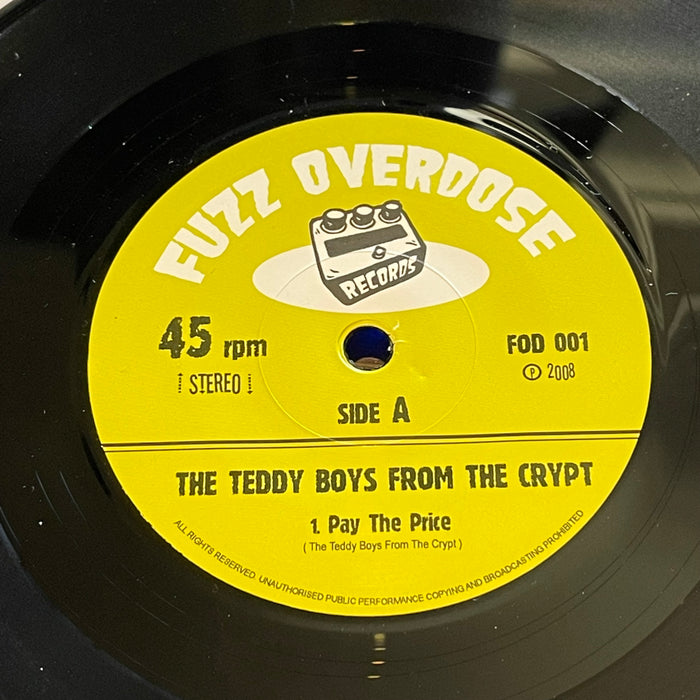 FUZZ OVERDOSE
RECORDS
45 rpm
STEREO
FOD 001
℗ 2008
SIDE A
THE TEDDY BOYS FROM THE CRYPT
1. Pay The Price
( The Teddy Boys From The Crypt )
ALL RIGHTS RESERVED. UNAUTHORISED PUBLIC PERFORMANCE COPYING AND BROADCASTING PROHIBITED